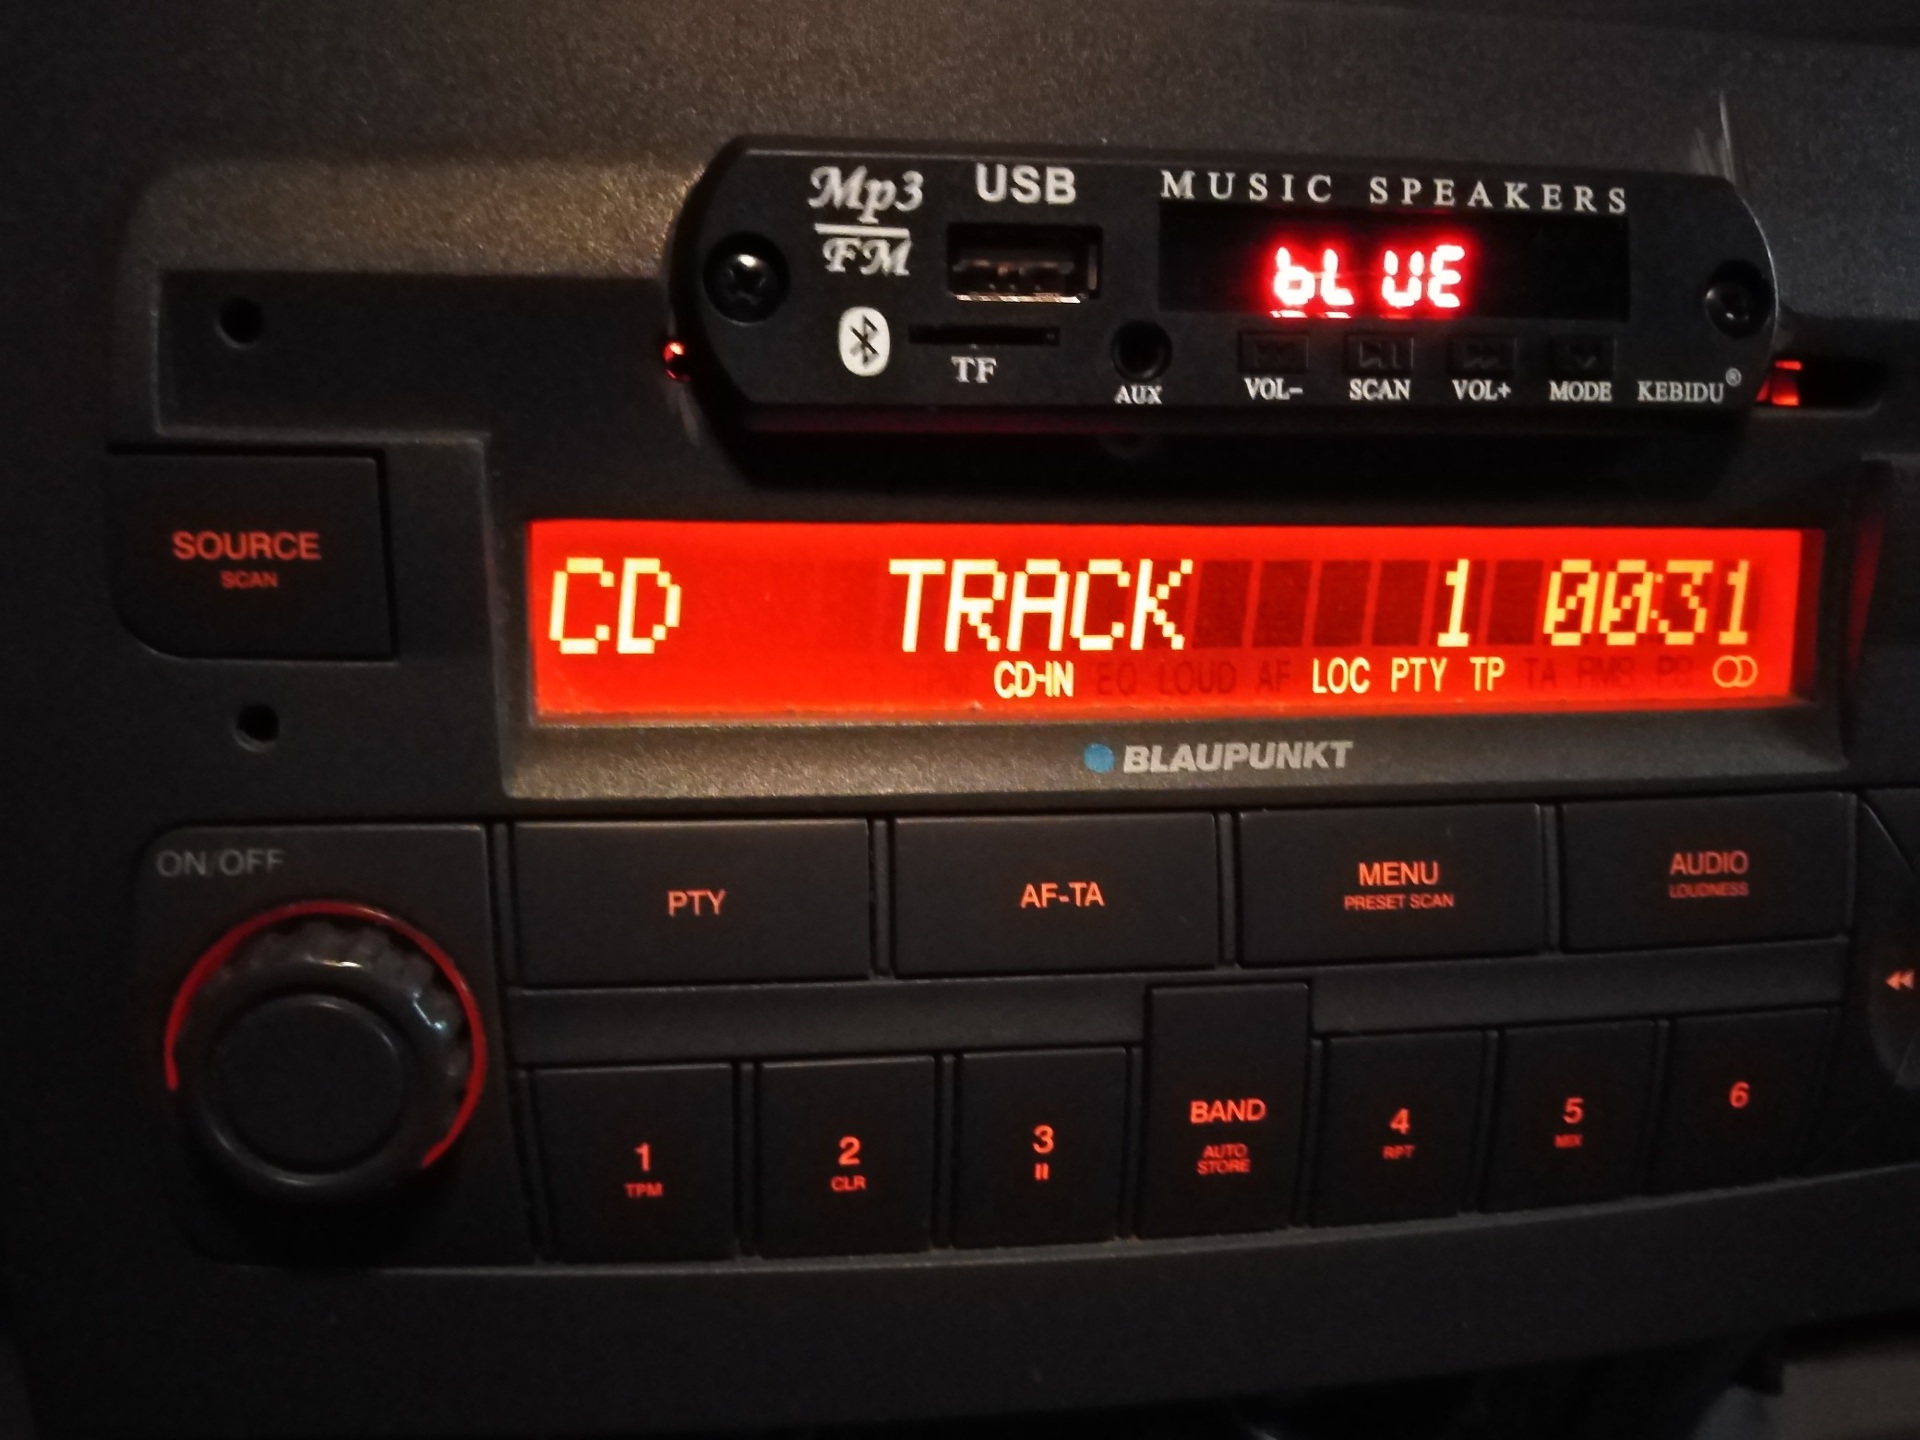 Mp3
FM
USB
MUSIC SPEAKERS
bLUE
TF
AUX
VOL-
SCAN
VOL+
MODE
KEBIDU®
SOURCE
SCAN
CD TRACK 1 0031
CD-IN EQ LOUD AF LOC PTY TP TA
BLAUPUNKT
ON/OFF
PTY
AF-TA
MENU
PRESET SCAN
AUDIO
LOUDNESS
1
TPM
2
CLR
3
BAND
AUTO
STORE
4
RPT
5
MIX
6